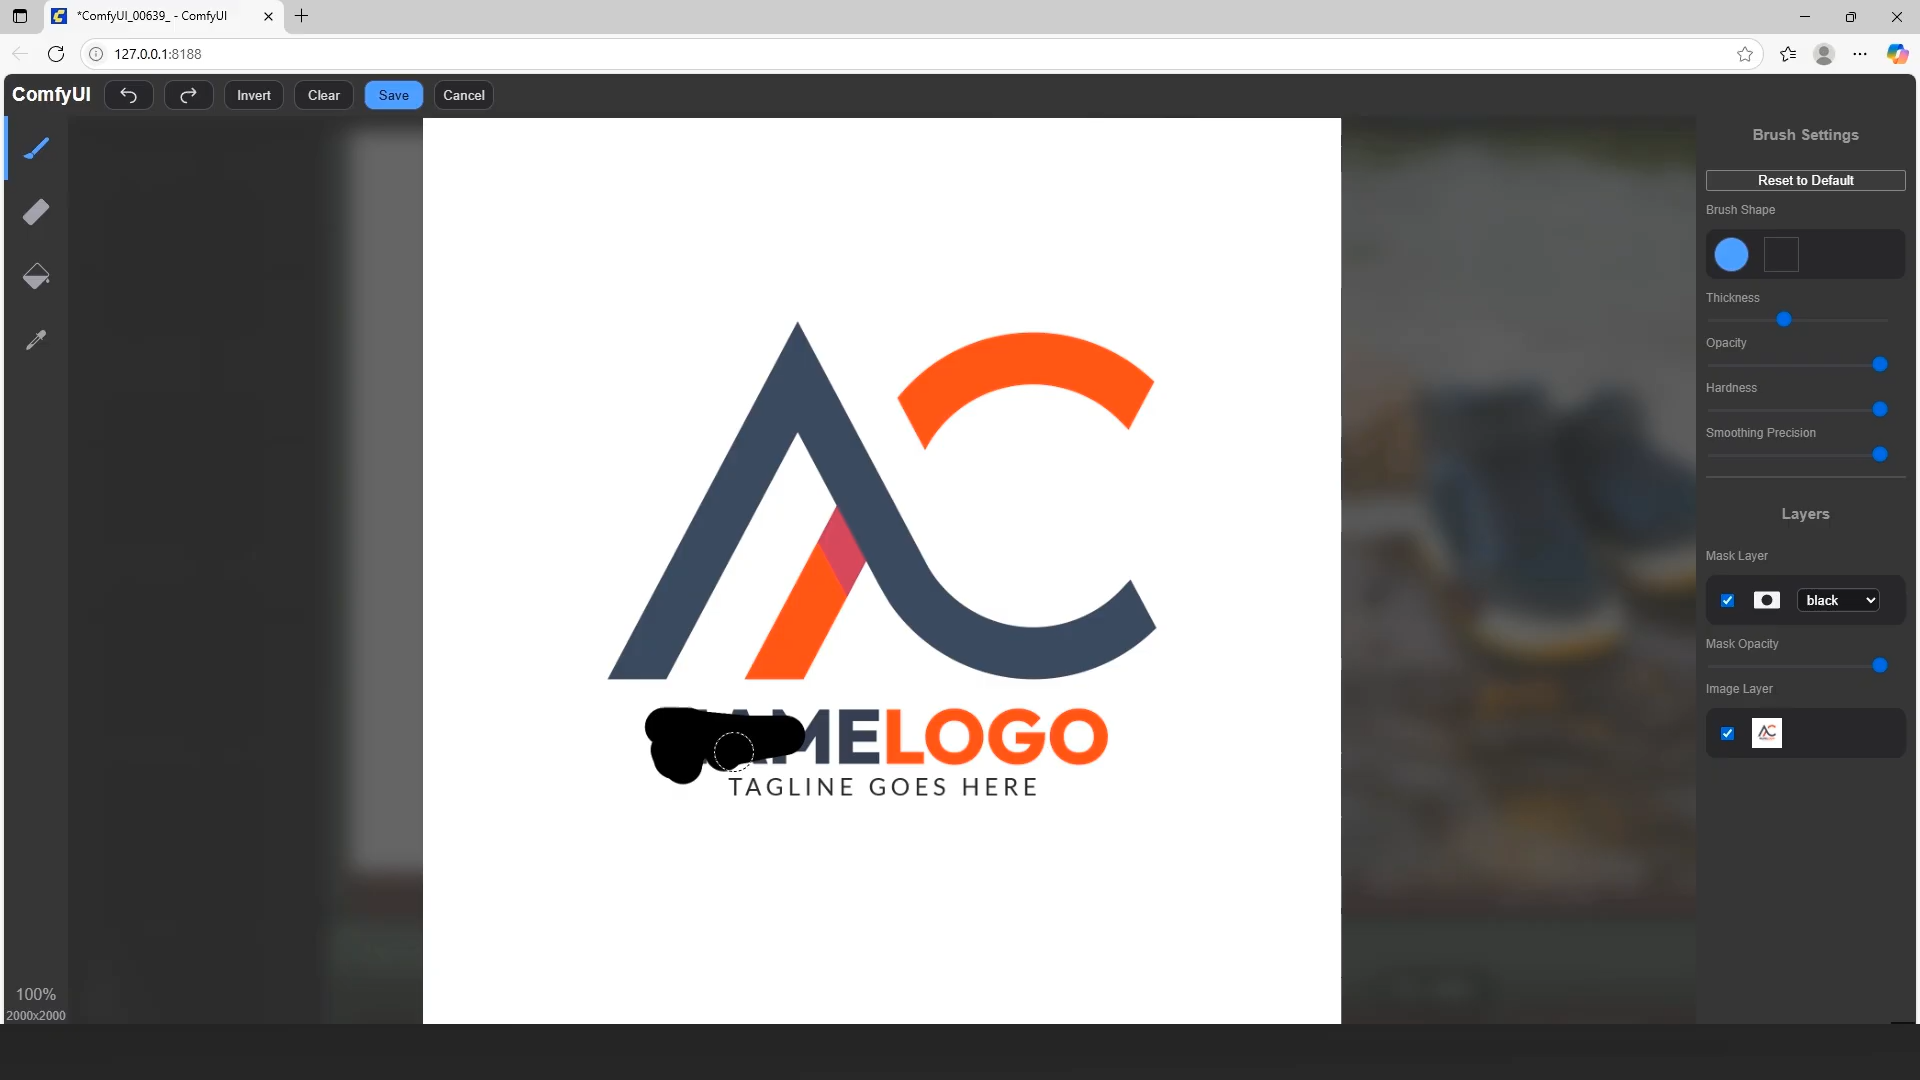 *ComfyUI_00639_ - ComfyUI
127.0.0.1:8188
ComfyUI
Invert
Clear
Save
Cancel
Brush Settings
Reset to Default
Brush Shape
Thickness
Opacity
Hardness
Smoothing Precision
Layers
Mask Layer
black
Mask Opacity
Image Layer
AMELOGO
TAGLINE GOES HERE
100%
2000x2000